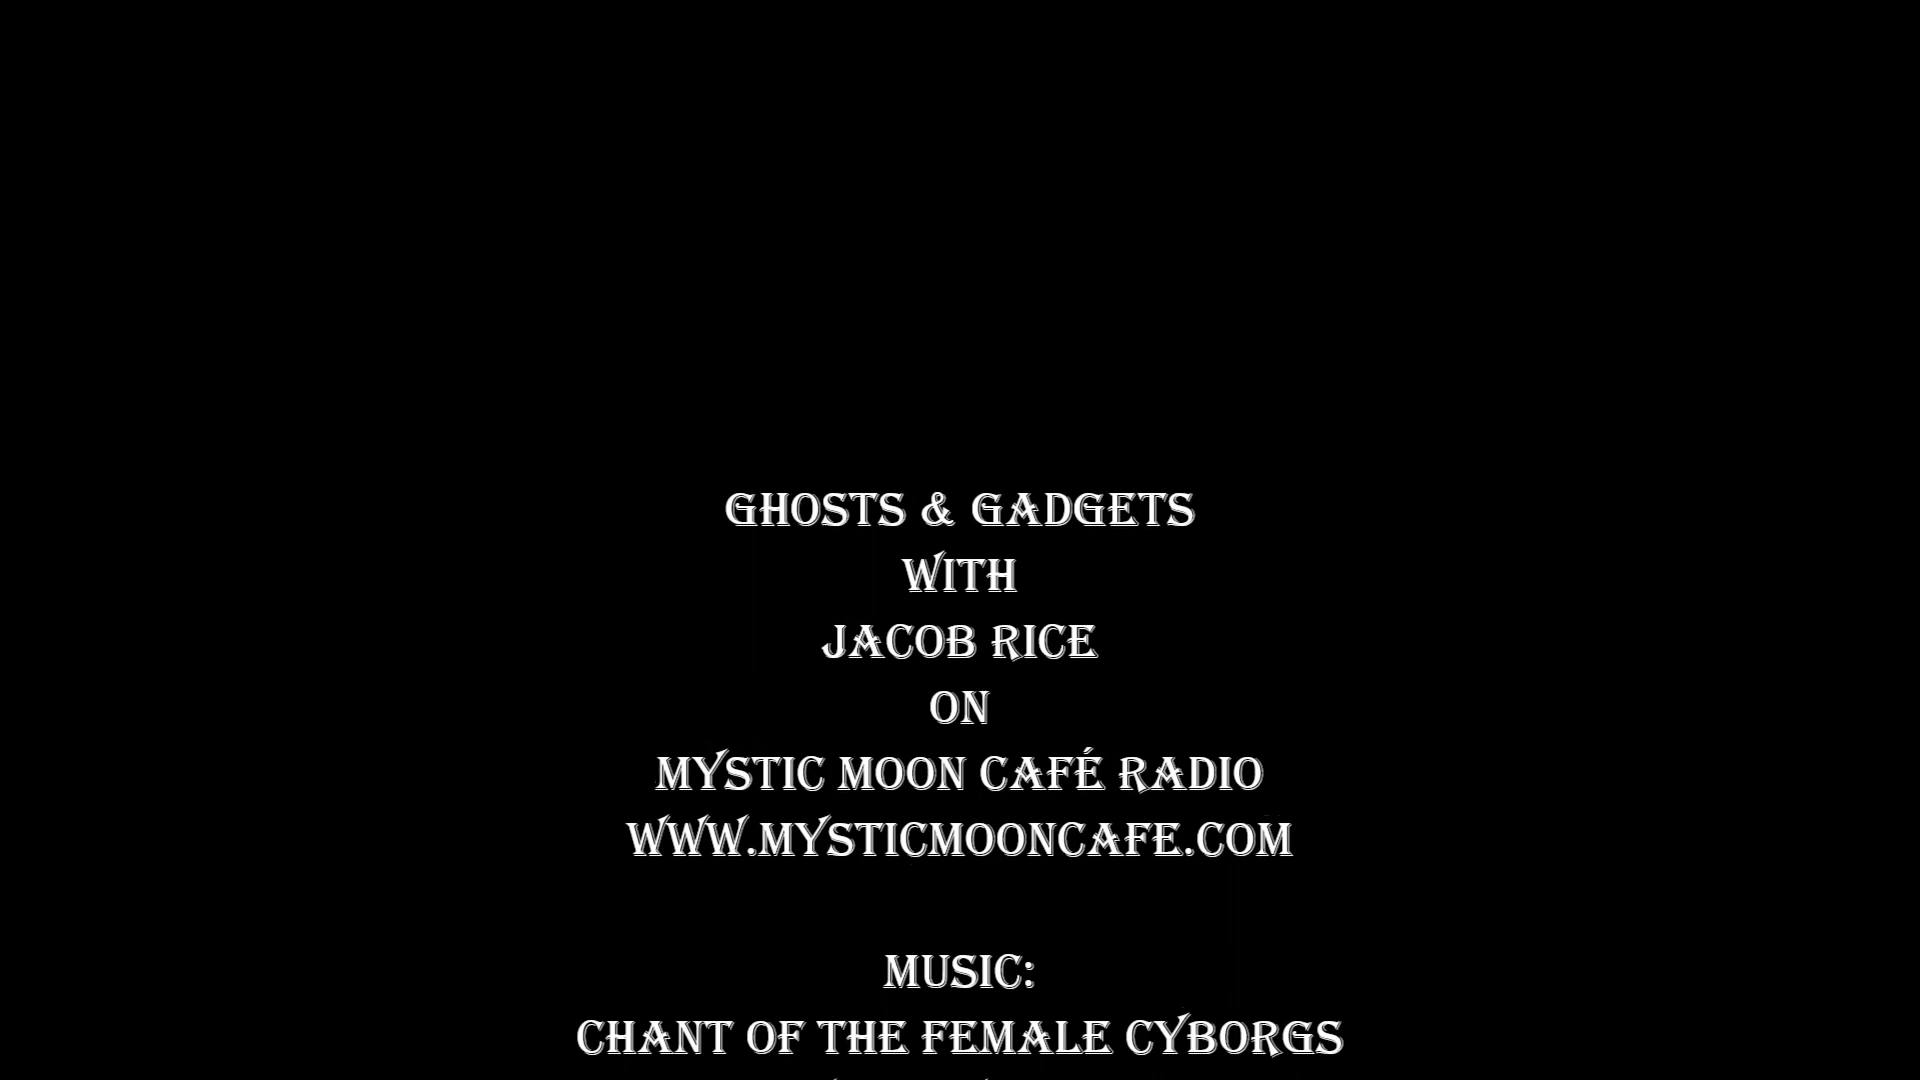 GHOSTS & GADGETS
WITH
JACOB RICE
ON
MYSTIC MOON CAFÉ RADIO
WWW.MYSTICMOONCAFE.COM
MUSIC:
CHANT OF THE FEMALE CYBORGS